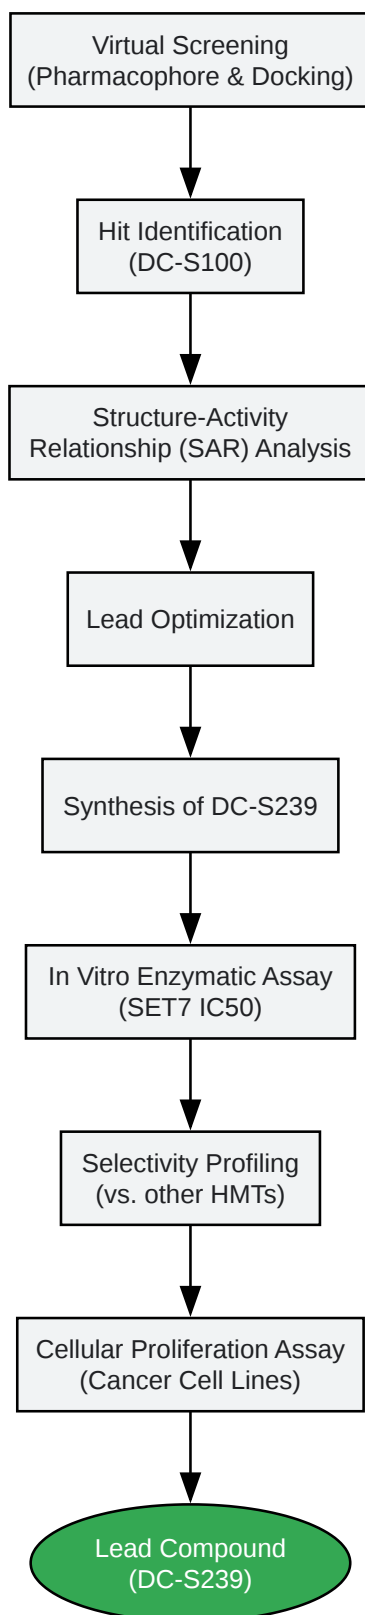 Virtual Screening
(Pharmacophore & Docking)
Hit Identification
(DC-S100)
Structure-Activity
Relationship (SAR) Analysis
Lead Optimization
Synthesis of DC-S239
In Vitro Enzymatic Assay
(SET7 IC50)
Selectivity Profiling
(vs. other HMTs)
Cellular Proliferation Assay
(Cancer Cell Lines)
Lead Compound
(DC-S239)